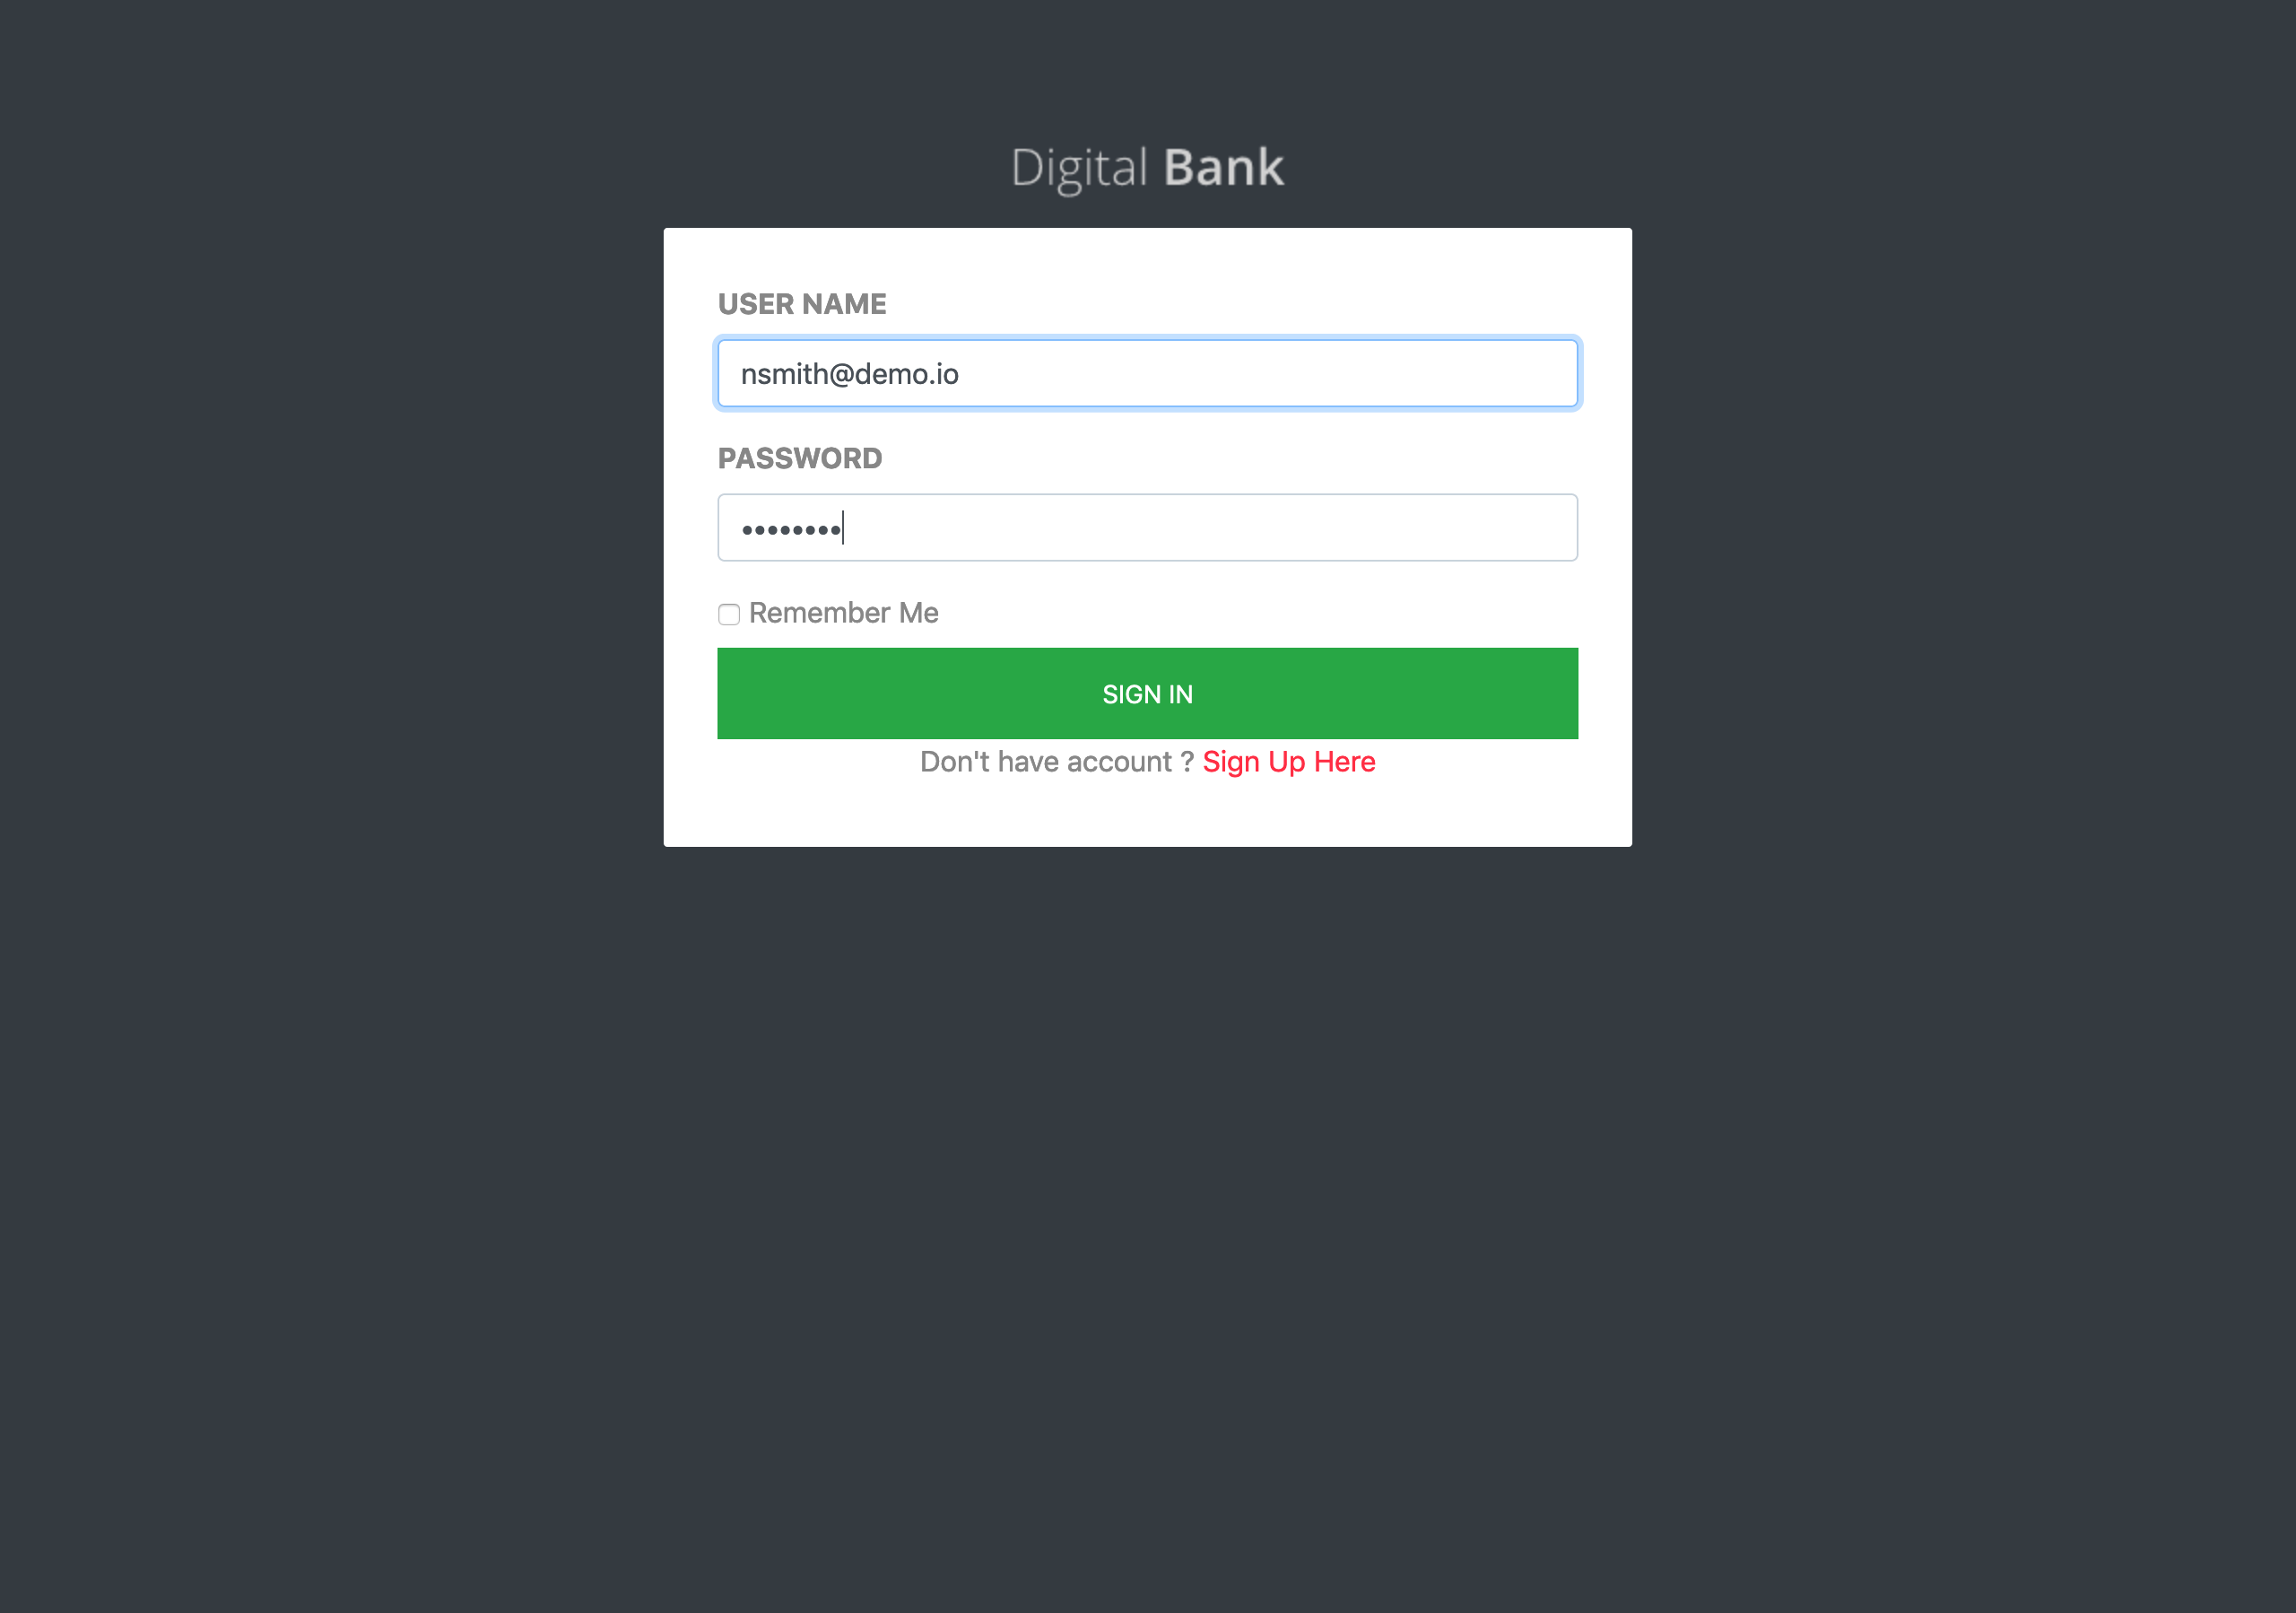 Digital Bank
USER NAME
nsmith@demo.io
PASSWORD
••••••••
Remember Me
SIGN IN
Don't have account ? Sign Up Here